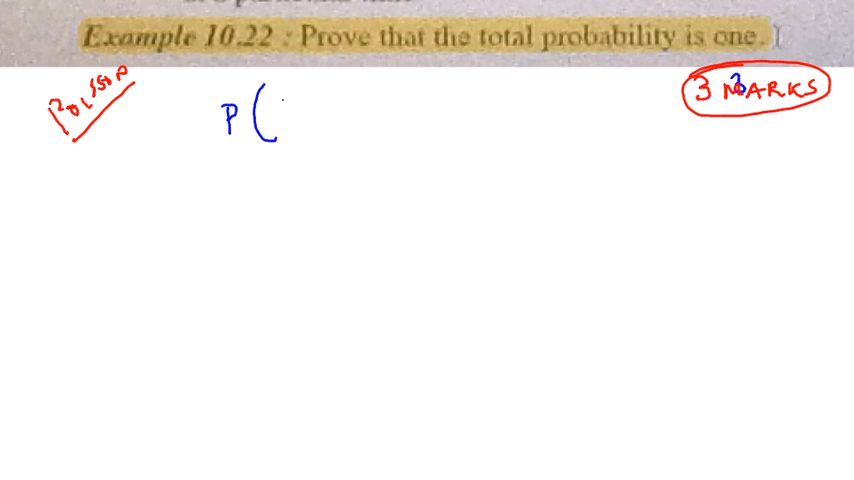 Example 10.22 : Prove that the total probability is one.
Poisson
3 MARKS
P (